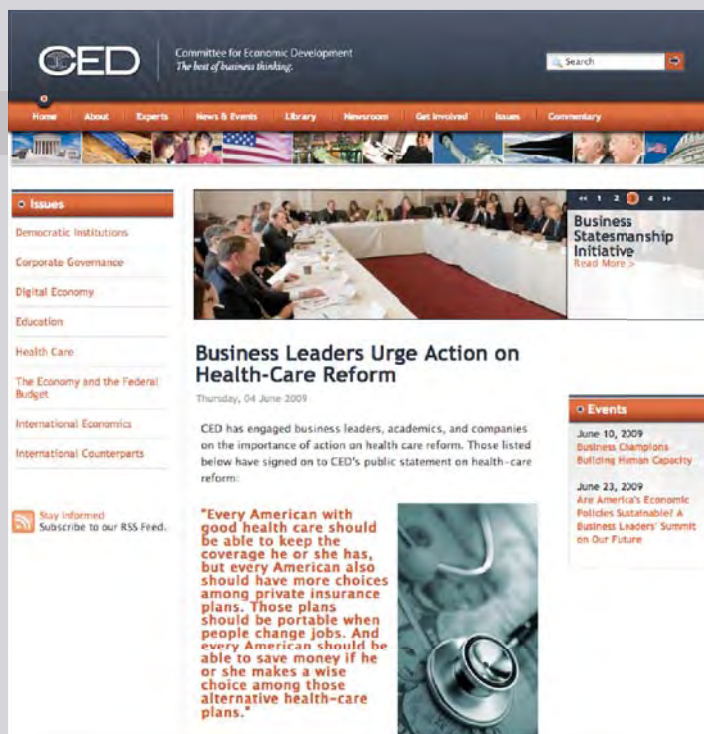 CED
Committee for Economic Development
The best of business thinking.
Search
Home About Experts News & Events Library Newsroom Get Involved Issues Commentary
Issues
Democratic Institutions
Corporate Governance
Digital Economy
Education
Health Care
The Economy and the Federal
Budget
International Economics
International Counterparts
Stay Informed
Subscribe to our RSS Feed.
<< 1 2 3 4 >>
Business
Statesmanship
Initiative
Read More >
Business Leaders Urge Action on
Health-Care Reform
Thursday, 04 June 2009
CED has engaged business leaders, academics, and companies
on the importance of action on health care reform. Those listed
below have signed on to CED's public statement on health-care
reform:
"Every American with
good health care should
be able to keep the
coverage he or she has,
but every American also
should have more choices
among private insurance
plans. Those plans
should be portable when
people change jobs. And
every American should be
able to save money if he
or she makes a wise
choice among those
alternative health-care
plans."
Events
June 10, 2009
Business Champions
Building Human Capacity
June 23, 2009
Are America's Economic
Policies Sustainable? A
Business Leaders' Summit
on Our Future